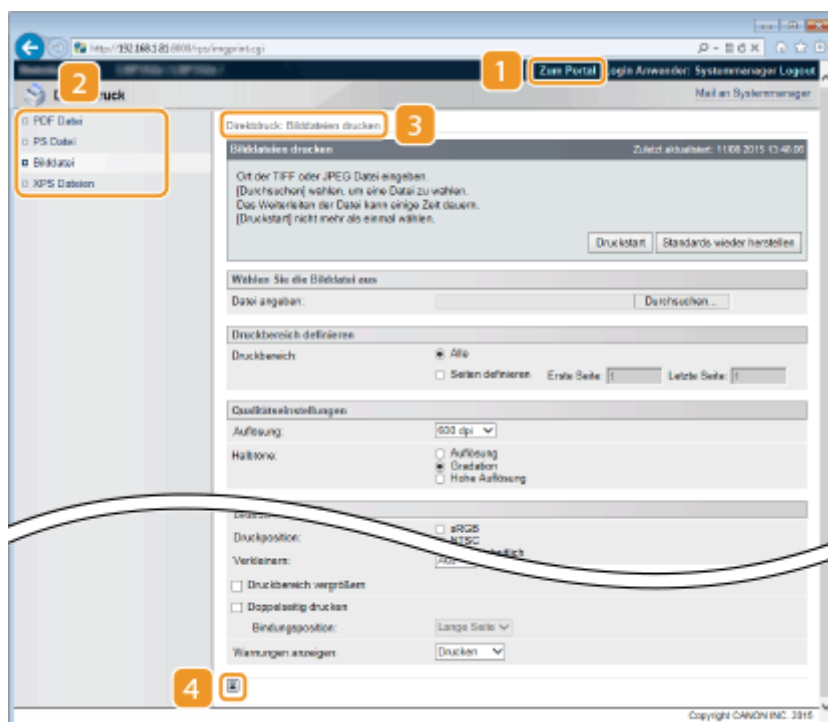 http://192.168.1.81:8000/rps/imgprint.cgi
1
Zum Portal Login Anwender: Systemmanager Logout
2
Mail an Systemmanager
PDF Datei
PS Datei
Bilddatei
XPS Dateien
Direktdruck: Bilddateien drucken
3
Bilddateien drucken
Zuletzt aktualisiert: 11/08 2015 13:48:06
Ort der TIFF oder JPEG Datei eingeben.
[Durchsuchen] wählen, um eine Datei zu wählen.
Das Weiterleiten der Datei kann einige Zeit dauern.
[Druckstart] nicht mehr als einmal wählen.
Druckstart
Standards wieder herstellen
Wählen Sie die Bilddatei aus
Datei angeben:
Durchsuchen...
Druckbereich definieren
Druckbereich:
Alle
Seiten definieren Erste Seite: 1 Letzte Seite: 1
Qualitätseinstellungen
Auflösung:
600 dpi
Halbtöne:
Auflösung
Gradation
Hohe Auflösung
sRGB
Druckposition:
NTSC
Verkleinern:
Druckbereich vergrößern
Doppelseitig drucken
Bindungsposition:
Lange Seite
Warnungen anzeigen:
Drucken
4
Copyright CANON INC. 2015